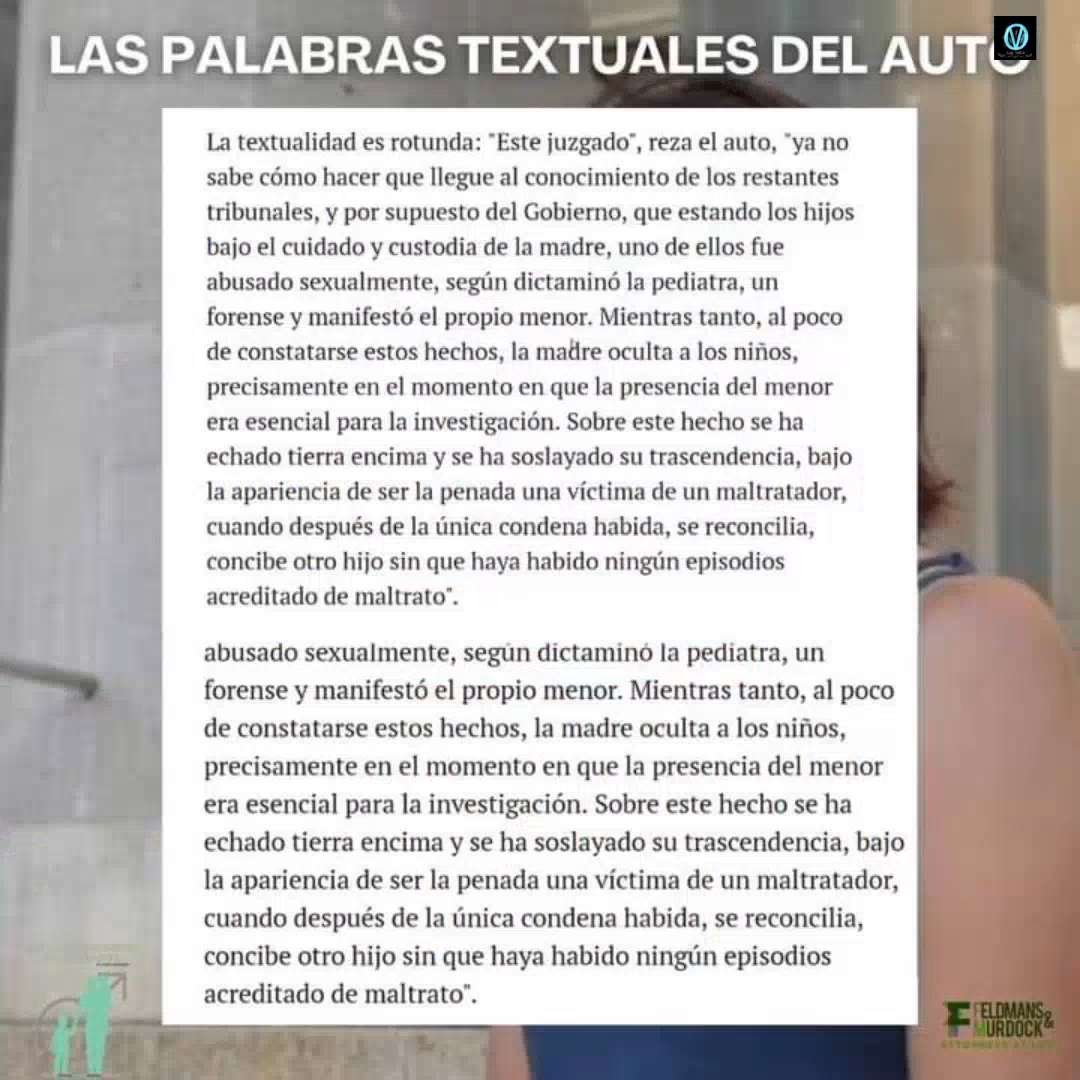 LAS PALABRAS TEXTUALES DEL AUTO
La textualidad es rotunda: "Este juzgado", reza el auto, "ya no
sabe cómo hacer que llegue al conocimiento de los restantes
tribunales, y por supuesto del Gobierno, que estando los hijos
bajo el cuidado y custodia de la madre, uno de ellos fue
abusado sexualmente, según dictaminó la pediatra, un
forense y manifestó el propio menor. Mientras tanto, al poco
de constatarse estos hechos, la madre oculta a los niños,
precisamente en el momento en que la presencia del menor
era esencial para la investigación. Sobre este hecho se ha
echado tierra encima y se ha soslayado su trascendencia, bajo
la apariencia de ser la penada una víctima de un maltratador,
cuando después de la única condena habida, se reconcilia,
concibe otro hijo sin que haya habido ningún episodios
acreditado de maltrato".
abusado sexualmente, según dictaminó la pediatra, un
forense y manifestó el propio menor. Mientras tanto, al poco
de constatarse estos hechos, la madre oculta a los niños,
precisamente en el momento en que la presencia del menor
era esencial para la investigación. Sobre este hecho se ha
echado tierra encima y se ha soslayado su trascendencia, bajo
la apariencia de ser la penada una víctima de un maltratador,
cuando después de la única condena habida, se reconcilia,
concibe otro hijo sin que haya habido ningún episodios
acreditado de maltrato".
FELDMANS&
MURDOCK
ATTORNEYS AT LAW